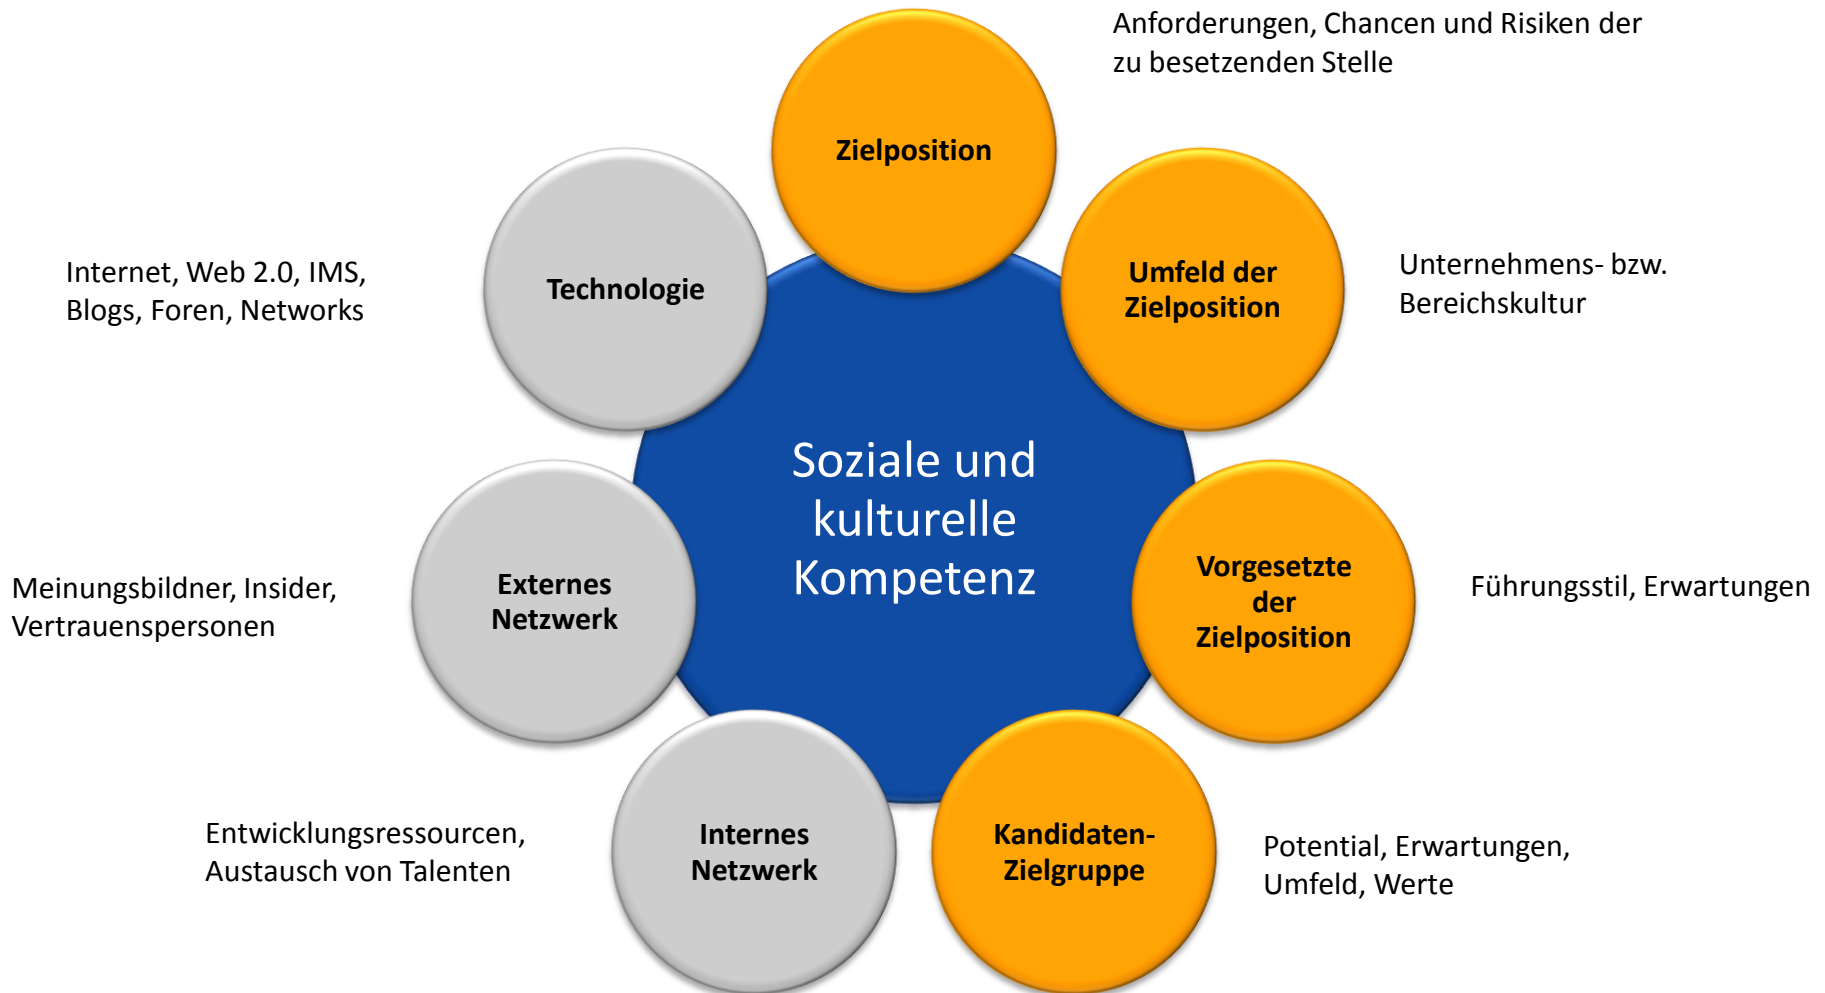 Anforderungen, Chancen und Risiken der
zu besetzenden Stelle
Zielposition
Umfeld der
Zielposition
Unternehmens- bzw.
Bereichskultur
Vorgesetzte
der
Zielposition
Führungsstil, Erwartungen
Kandidaten-
Zielgruppe
Potential, Erwartungen,
Umfeld, Werte
Internes
Netzwerk
Entwicklungsressourcen,
Austausch von Talenten
Externes
Netzwerk
Meinungsbildner, Insider,
Vertrauenspersonen
Technologie
Internet, Web 2.0, IMS,
Blogs, Foren, Networks
Soziale und
kulturelle
Kompetenz